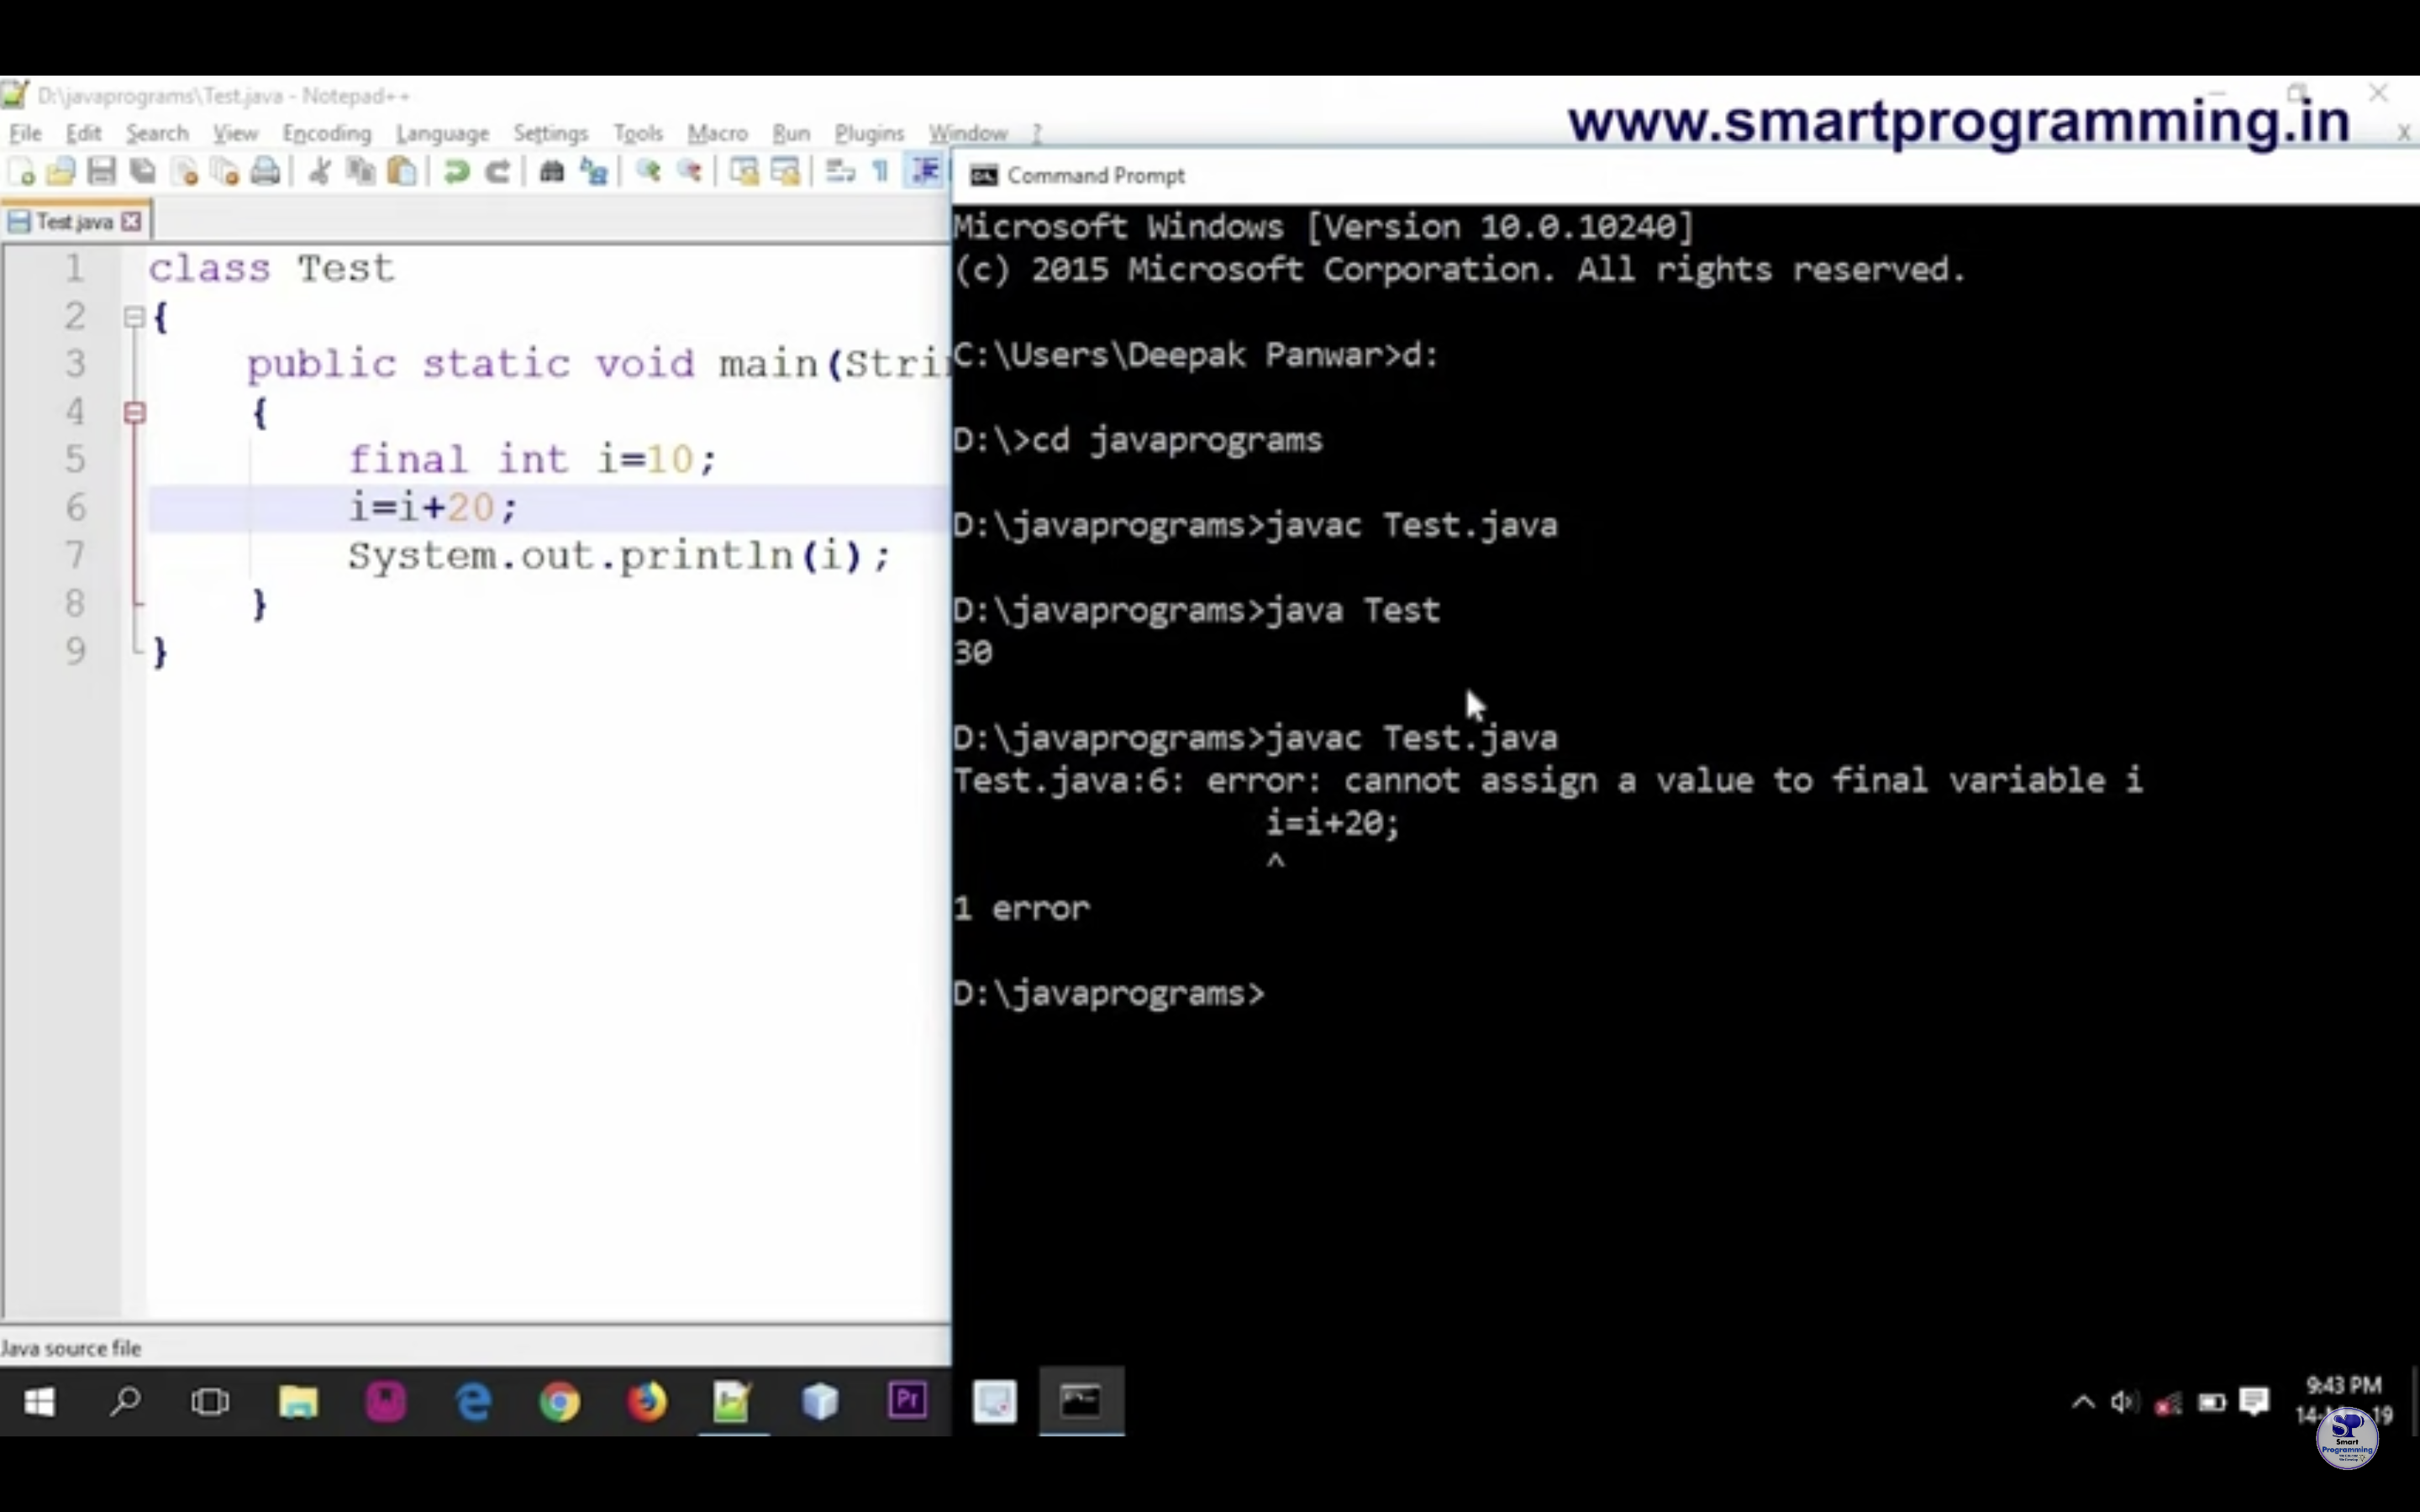 D:\javaprograms\Test.java - Notepad++
www.smartprogramming.in
File Edit Search View Encoding Language Settings Tools Macro Run Plugins Window ?
X
Test.java
1 class Test
2 {
3 public static void main(Stri
4 {
5 final int i=10;
6 i=i+20;
7 System.out.println(i);
8 }
9 }
Java source file
Command Prompt
Microsoft Windows [Version 10.0.10240]
(c) 2015 Microsoft Corporation. All rights reserved.
C:\Users\Deepak Panwar>d:
D:\>cd javaprograms
D:\javaprograms>javac Test.java
D:\javaprograms>java Test
30
D:\javaprograms>javac Test.java
Test.java:6: error: cannot assign a value to final variable i
i=i+20;
^
1 error
D:\javaprograms>
Pr
9:43 PM
14- 19
SP
Smart
Programming